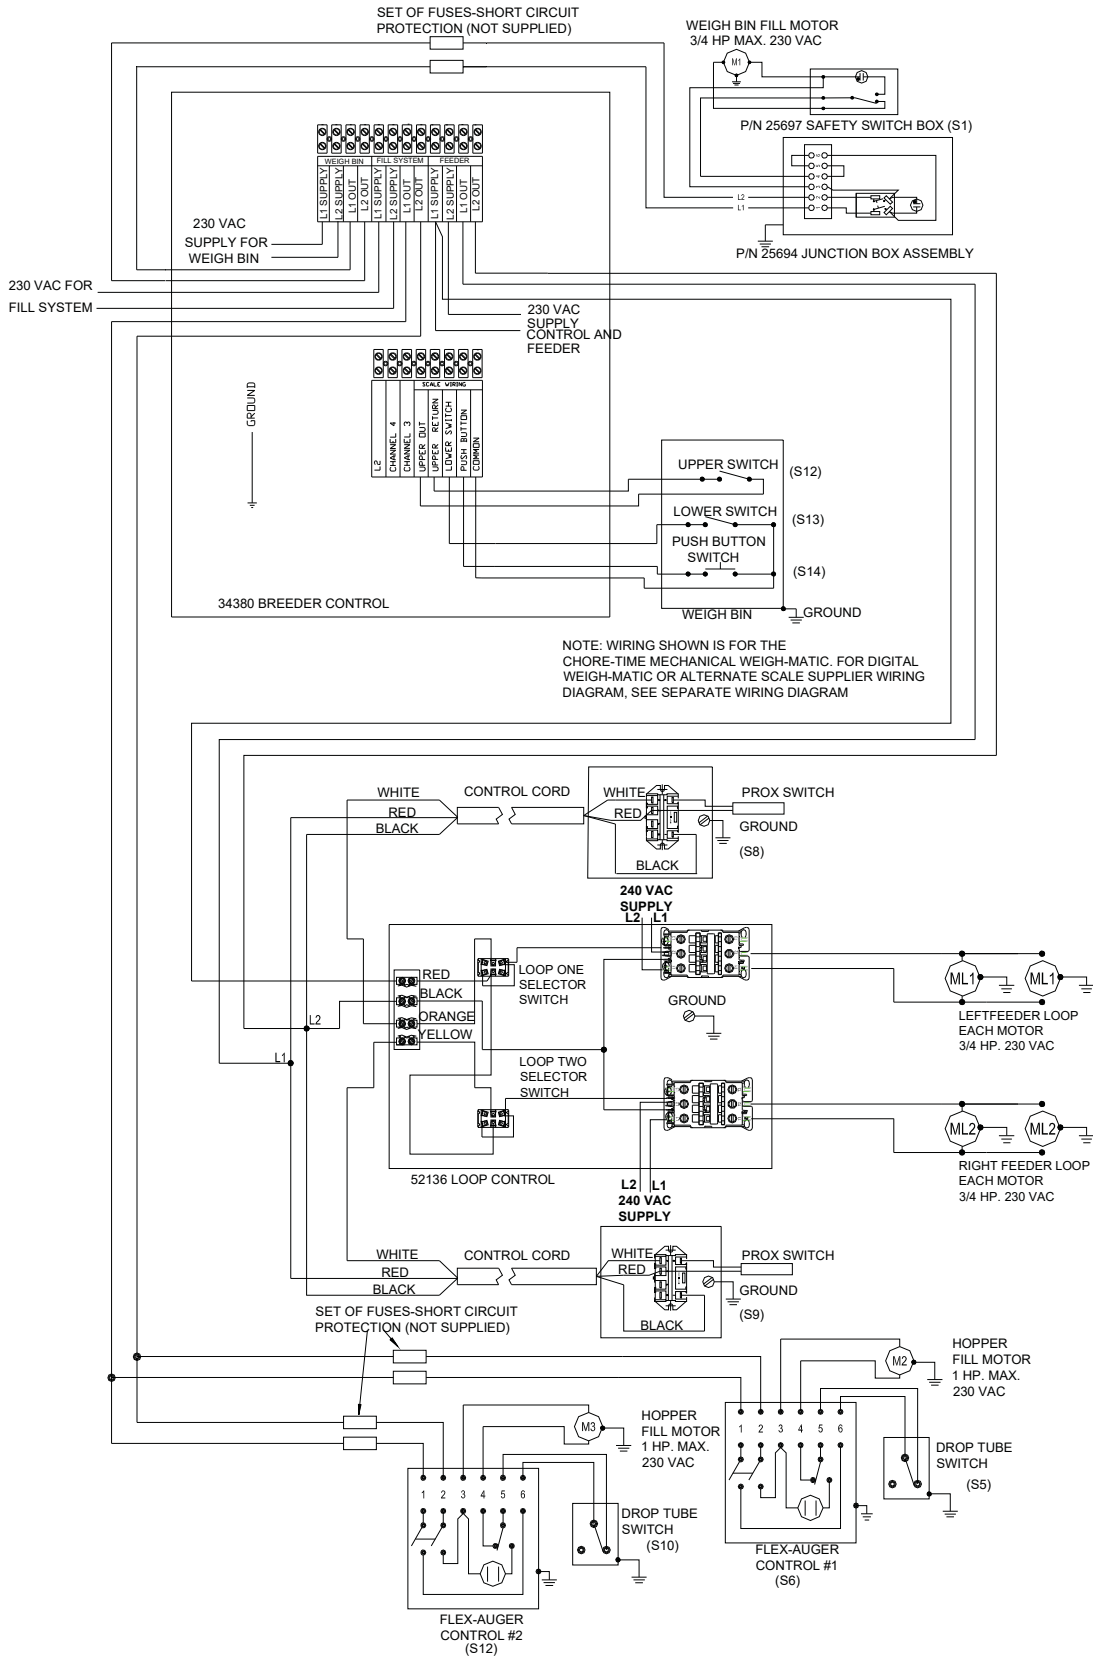 SET OF FUSES-SHORT CIRCUIT
PROTECTION (NOT SUPPLIED)
WEIGH BIN FILL MOTOR
3/4 HP MAX. 230 VAC
M1
P/N 25697 SAFETY SWITCH BOX (S1)
L2
L1
P/N 25694 JUNCTION BOX ASSEMBLY
WEIGH BIN
FILL SYSTEM
FEEDER
L1 SUPPLY
L2 SUPPLY
L1 OUT
L2 OUT
L1 SUPPLY
L2 SUPPLY
L1 OUT
L2 OUT
L1 SUPPLY
L2 SUPPLY
L1 OUT
L2 OUT
230 VAC
SUPPLY FOR
WEIGH BIN
230 VAC FOR
FILL SYSTEM
230 VAC
SUPPLY
CONTROL AND
FEEDER
GROUND
SCALE WIRING
L2
CHANNEL 4
CHANNEL 3
UPPER OUT
UPPER RETURN
LOWER SWITCH
PUSH BUTTON
COMMON
UPPER SWITCH
(S12)
LOWER SWITCH
(S13)
PUSH BUTTON
SWITCH
(S14)
WEIGH BIN
GROUND
34380 BREEDER CONTROL
NOTE: WIRING SHOWN IS FOR THE
CHORE-TIME MECHANICAL WEIGH-MATIC. FOR DIGITAL
WEIGH-MATIC OR ALTERNATE SCALE SUPPLIER WIRING
DIAGRAM, SEE SEPARATE WIRING DIAGRAM
WHITE
RED
BLACK
CONTROL CORD
WHITE
RED
BLACK
PROX SWITCH
GROUND
(S8)
240 VAC
SUPPLY
L2 L1
RED
BLACK
ORANGE
YELLOW
LOOP ONE
SELECTOR
SWITCH
GROUND
L2
L1
LOOP TWO
SELECTOR
SWITCH
ML1
ML1
LEFTFEEDER LOOP
EACH MOTOR
3/4 HP. 230 VAC
ML2
ML2
RIGHT FEEDER LOOP
EACH MOTOR
3/4 HP. 230 VAC
52136 LOOP CONTROL
L2 L1
240 VAC
SUPPLY
WHITE
RED
BLACK
CONTROL CORD
WHITE
RED
BLACK
PROX SWITCH
GROUND
(S9)
SET OF FUSES-SHORT CIRCUIT
PROTECTION (NOT SUPPLIED)
M2
HOPPER
FILL MOTOR
1 HP. MAX.
230 VAC
1 2 3 4 5 6
DROP TUBE
SWITCH
(S5)
FLEX-AUGER
CONTROL #1
(S6)
M3
HOPPER
FILL MOTOR
1 HP. MAX.
230 VAC
1 2 3 4 5 6
DROP TUBE
SWITCH
(S10)
FLEX-AUGER
CONTROL #2
(S12)